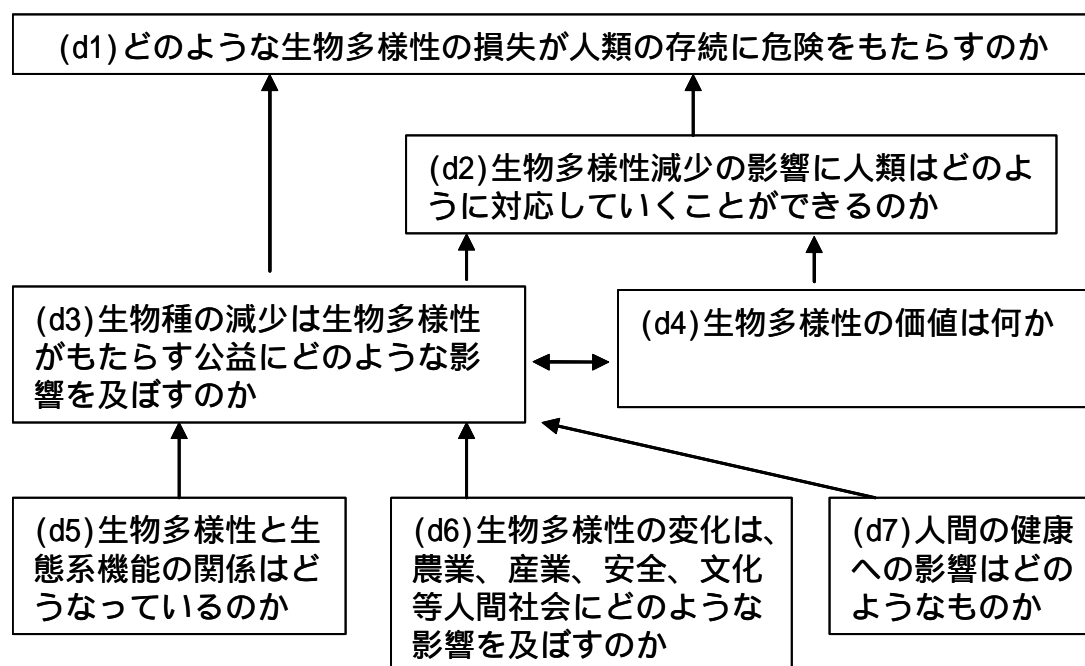 (d1)どのような生物多様性の損失が人類の存続に危険をもたらすのか
(d2)生物多様性減少の影響に人類はどのよ
うに対応していくことができるのか
(d3)生物種の減少は生物多様性
がもたらす公益にどのような影
響を及ぼすのか
(d4)生物多様性の価値は何か
(d5)生物多様性と生
態系機能の関係はど
うなっているのか
(d6)生物多様性の変化は、
農業、産業、安全、文化
等人間社会にどのような
影響を及ぼすのか
(d7)人間の健康
への影響はどの
ようなものか